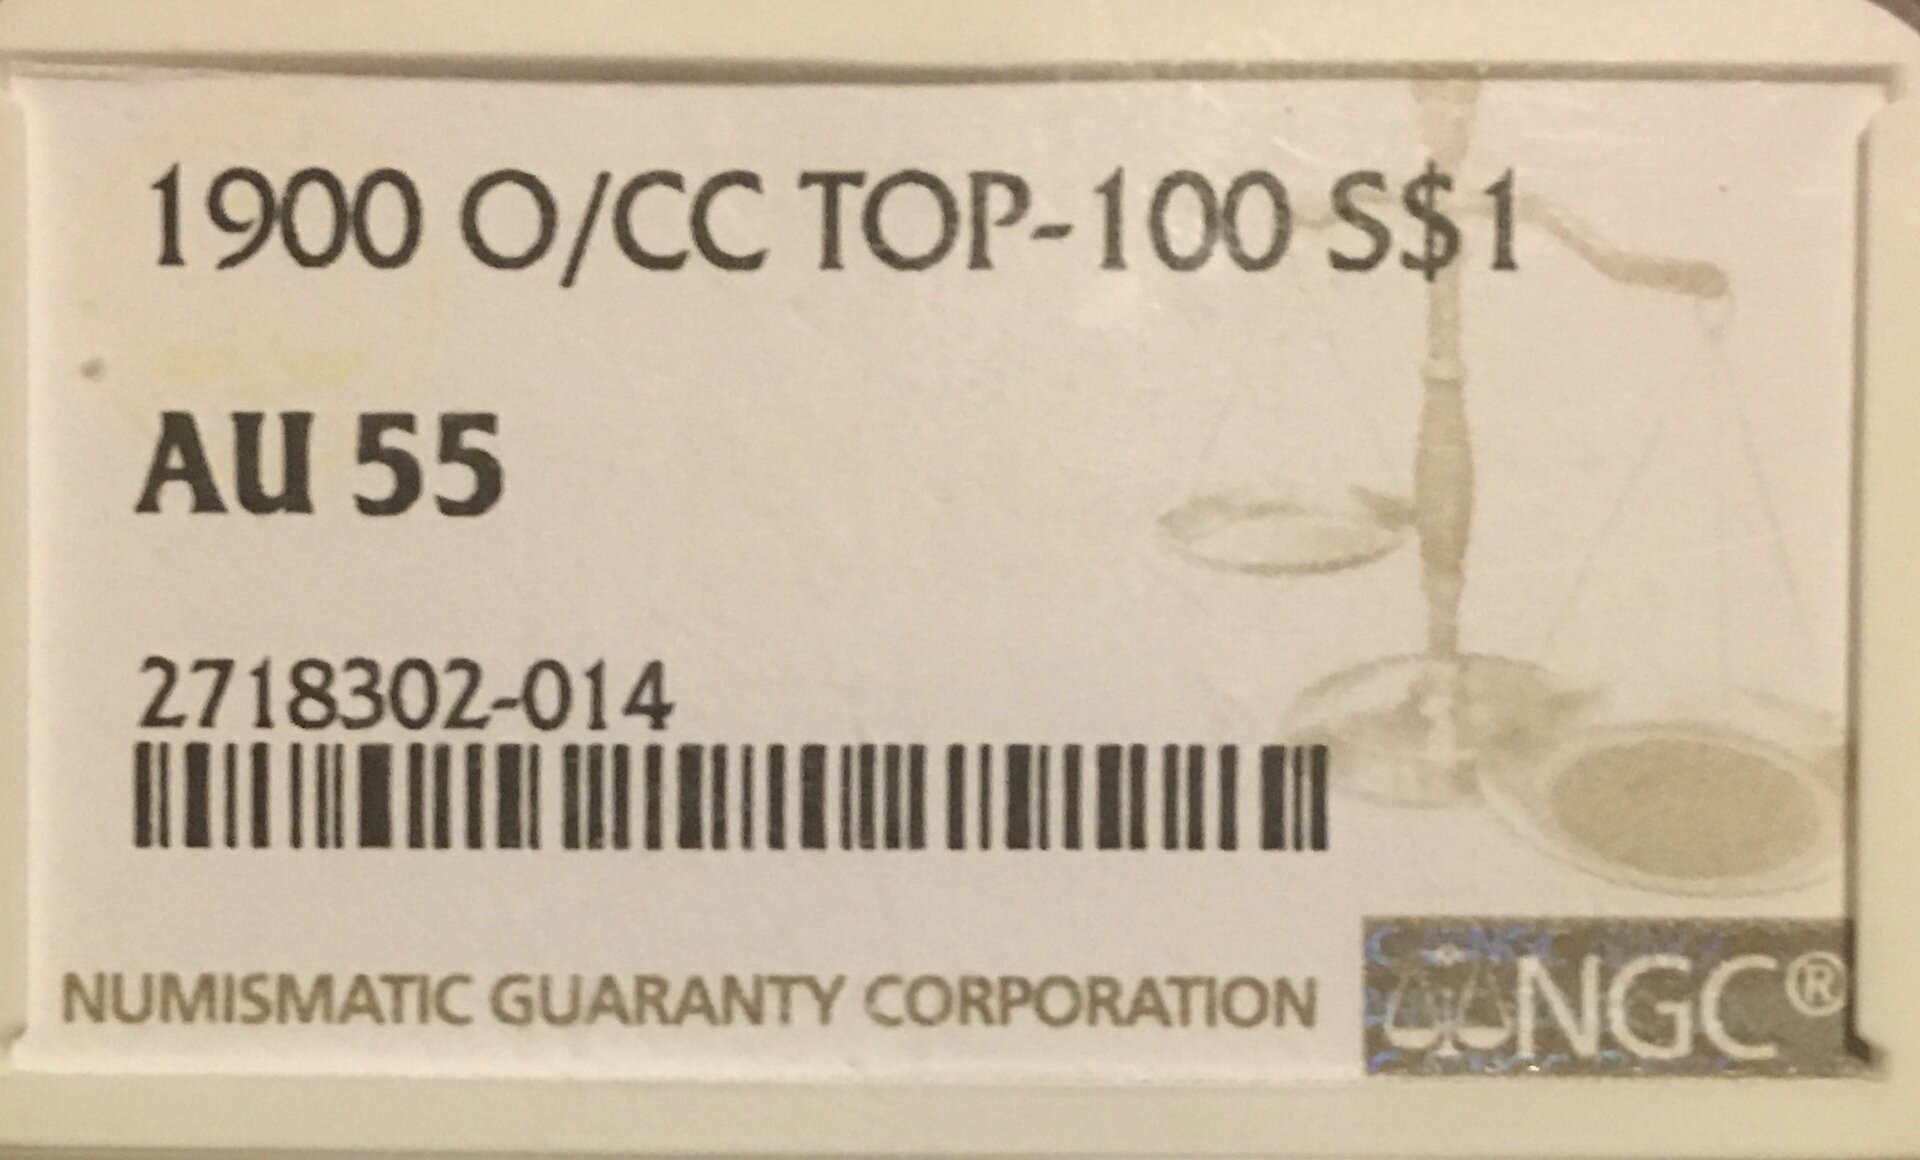 1900 O/CC TOP-100 S$1
AU 55
2718302-014
NUMISMATIC GUARANTY CORPORATION
NGC®